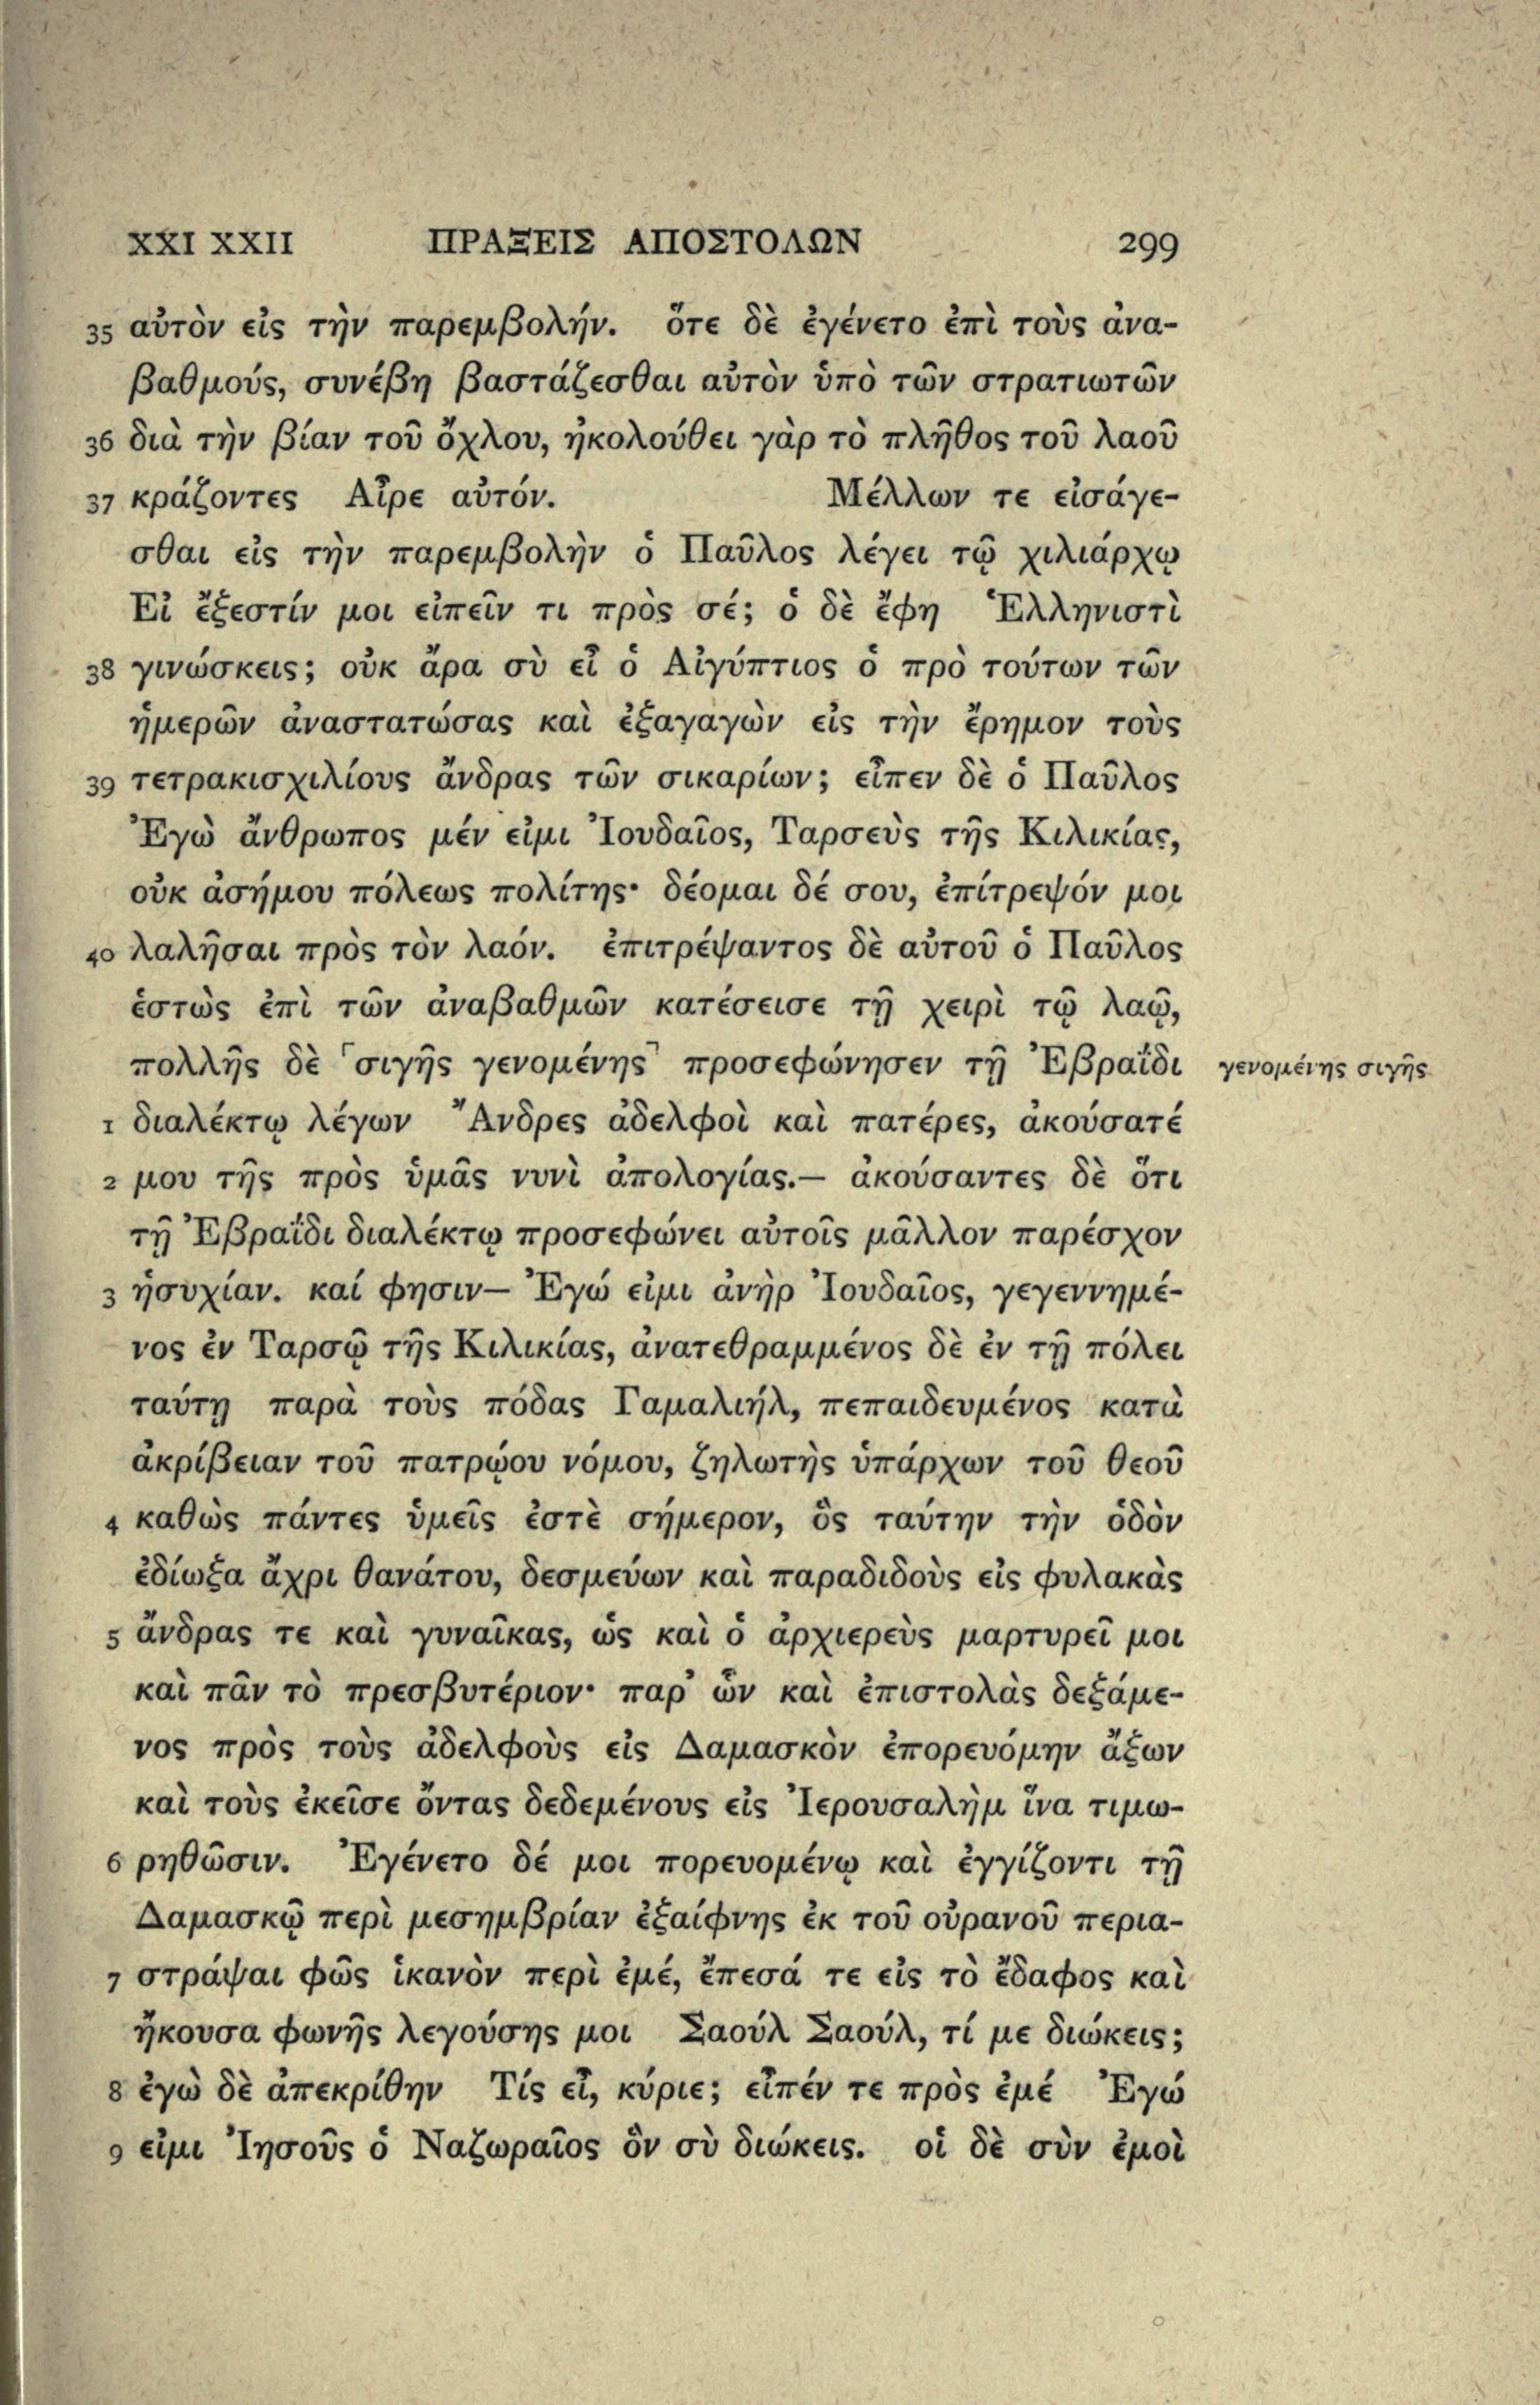 XXI XXII ΠΡΑΞΕΙΣ ΑΠΟΣΤΟΛΩΝ 299
35 αὐτὸν εἰς τὴν παρεμβολήν. ὅτε δὲ ἐγένετο ἐπὶ τοὺς ἀνα-
βαθμούς, συνέβη βαστάζεσθαι αὐτὸν ὑπὸ τῶν στρατιωτῶν
36 διὰ τὴν βίαν τοῦ ὄχλου, ἠκολούθει γὰρ τὸ πλῆθος τοῦ λαοῦ
37 κράζοντες Αἶρε αὐτόν. Μέλλων τε εἰσάγε-
σθαι εἰς τὴν παρεμβολὴν ὁ Παῦλος λέγει τῷ χιλιάρχῳ
Εἰ ἔξεστίν μοι εἰπεῖν τι πρὸς σέ; ὁ δὲ ἔφη Ἑλληνιστὶ
38 γινώσκεις; οὐκ ἄρα σὺ εἶ ὁ Αἰγύπτιος ὁ πρὸ τούτων τῶν
ἡμερῶν ἀναστατώσας καὶ ἐξαγαγὼν εἰς τὴν ἔρημον τοὺς
39 τετρακισχιλίους ἄνδρας τῶν σικαρίων; εἶπεν δὲ ὁ Παῦλος
Ἐγὼ ἄνθρωπος μέν εἰμι Ἰουδαῖος, Ταρσεὺς τῆς Κιλικίας,
οὐκ ἀσήμου πόλεως πολίτης· δέομαι δέ σου, ἐπίτρεψόν μοι
40 λαλῆσαι πρὸς τὸν λαόν. ἐπιτρέψαντος δὲ αὐτοῦ ὁ Παῦλος
ἑστὼς ἐπὶ τῶν ἀναβαθμῶν κατέσεισε τῇ χειρὶ τῷ λαῷ,
πολλῆς δὲ ⌜σιγῆς γενομένης⌝ προσεφώνησεν τῇ Ἐβραΐδι γενομένης σιγῆς
1 διαλέκτῳ λέγων Ἄνδρες ἀδελφοὶ καὶ πατέρες, ἀκούσατέ
2 μου τῆς πρὸς ὑμᾶς νυνὶ ἀπολογίας.— ἀκούσαντες δὲ ὅτι
τῇ Ἐβραΐδι διαλέκτῳ προσεφώνει αὐτοῖς μᾶλλον παρέσχον
3 ἡσυχίαν. καί φησιν— Ἐγώ εἰμι ἀνὴρ Ἰουδαῖος, γεγεννημέ-
νος ἐν Ταρσῷ τῆς Κιλικίας, ἀνατεθραμμένος δὲ ἐν τῇ πόλει
ταύτῃ παρὰ τοὺς πόδας Γαμαλιήλ, πεπαιδευμένος κατὰ
ἀκρίβειαν τοῦ πατρῴου νόμου, ζηλωτὴς ὑπάρχων τοῦ θεοῦ
4 καθὼς πάντες ὑμεῖς ἐστὲ σήμερον, ὃς ταύτην τὴν ὁδὸν
ἐδίωξα ἄχρι θανάτου, δεσμεύων καὶ παραδιδοὺς εἰς φυλακὰς
5 ἄνδρας τε καὶ γυναῖκας, ὡς καὶ ὁ ἀρχιερεὺς μαρτυρεῖ μοι
καὶ πᾶν τὸ πρεσβυτέριον· παρ᾽ ὧν καὶ ἐπιστολὰς δεξάμε-
νος πρὸς τοὺς ἀδελφοὺς εἰς Δαμασκὸν ἐπορευόμην ἄξων
καὶ τοὺς ἐκεῖσε ὄντας δεδεμένους εἰς Ἰερουσαλὴμ ἵνα τιμω-
6 ρηθῶσιν. Ἐγένετο δέ μοι πορευομένῳ καὶ ἐγγίζοντι τῇ
Δαμασκῷ περὶ μεσημβρίαν ἐξαίφνης ἐκ τοῦ οὐρανοῦ περια-
7 στράψαι φῶς ἱκανὸν περὶ ἐμέ, ἔπεσά τε εἰς τὸ ἔδαφος καὶ
ἤκουσα φωνῆς λεγούσης μοι Σαούλ Σαούλ, τί με διώκεις;
8 ἐγὼ δὲ ἀπεκρίθην Τίς εἶ, κύριε; εἶπέν τε πρὸς ἐμέ Ἐγώ
9 εἰμι Ἰησοῦς ὁ Ναζωραῖος ὃν σὺ διώκεις. οἱ δὲ σὺν ἐμοὶ